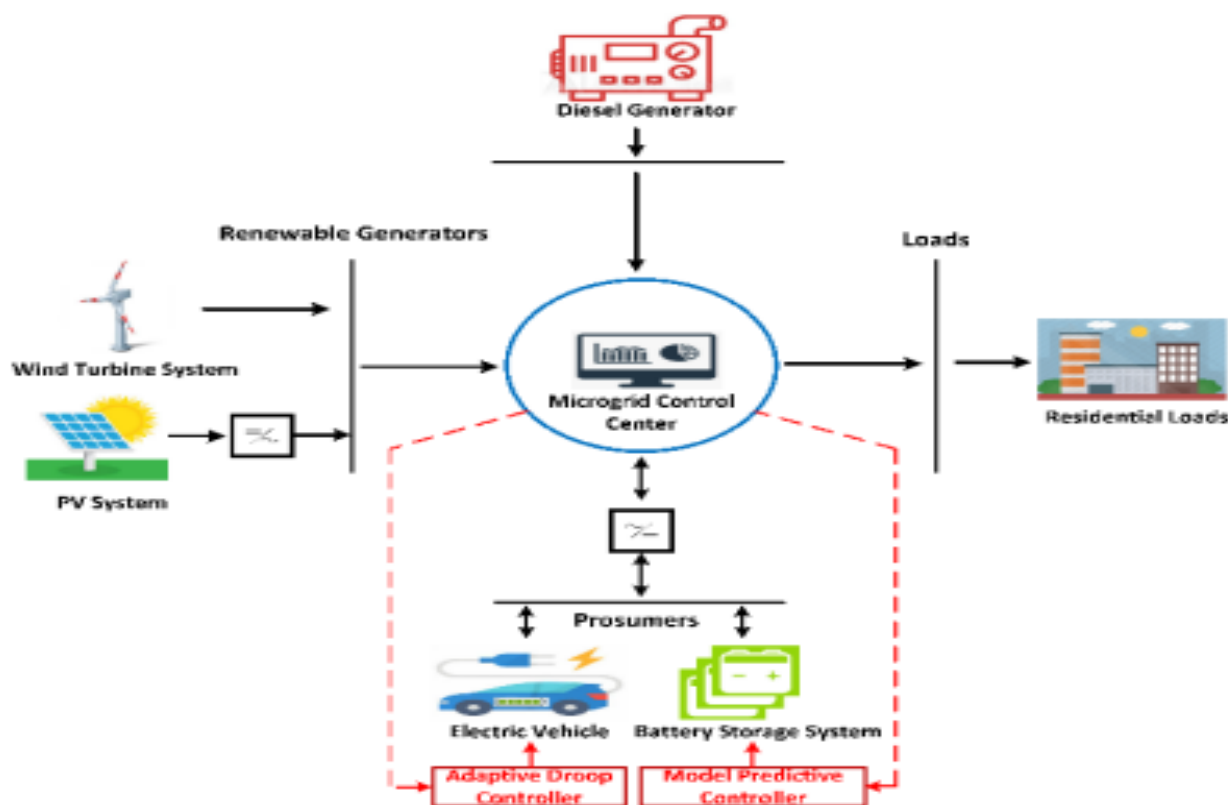 Diesel Generator
Renewable Generators
Loads
Wind Turbine System
Microgrid Control
Center
Residential Loads
PV System
Prosumers
Electric Vehicle
Battery Storage System
Adaptive Droop
Controller
Model Predictive
Controller